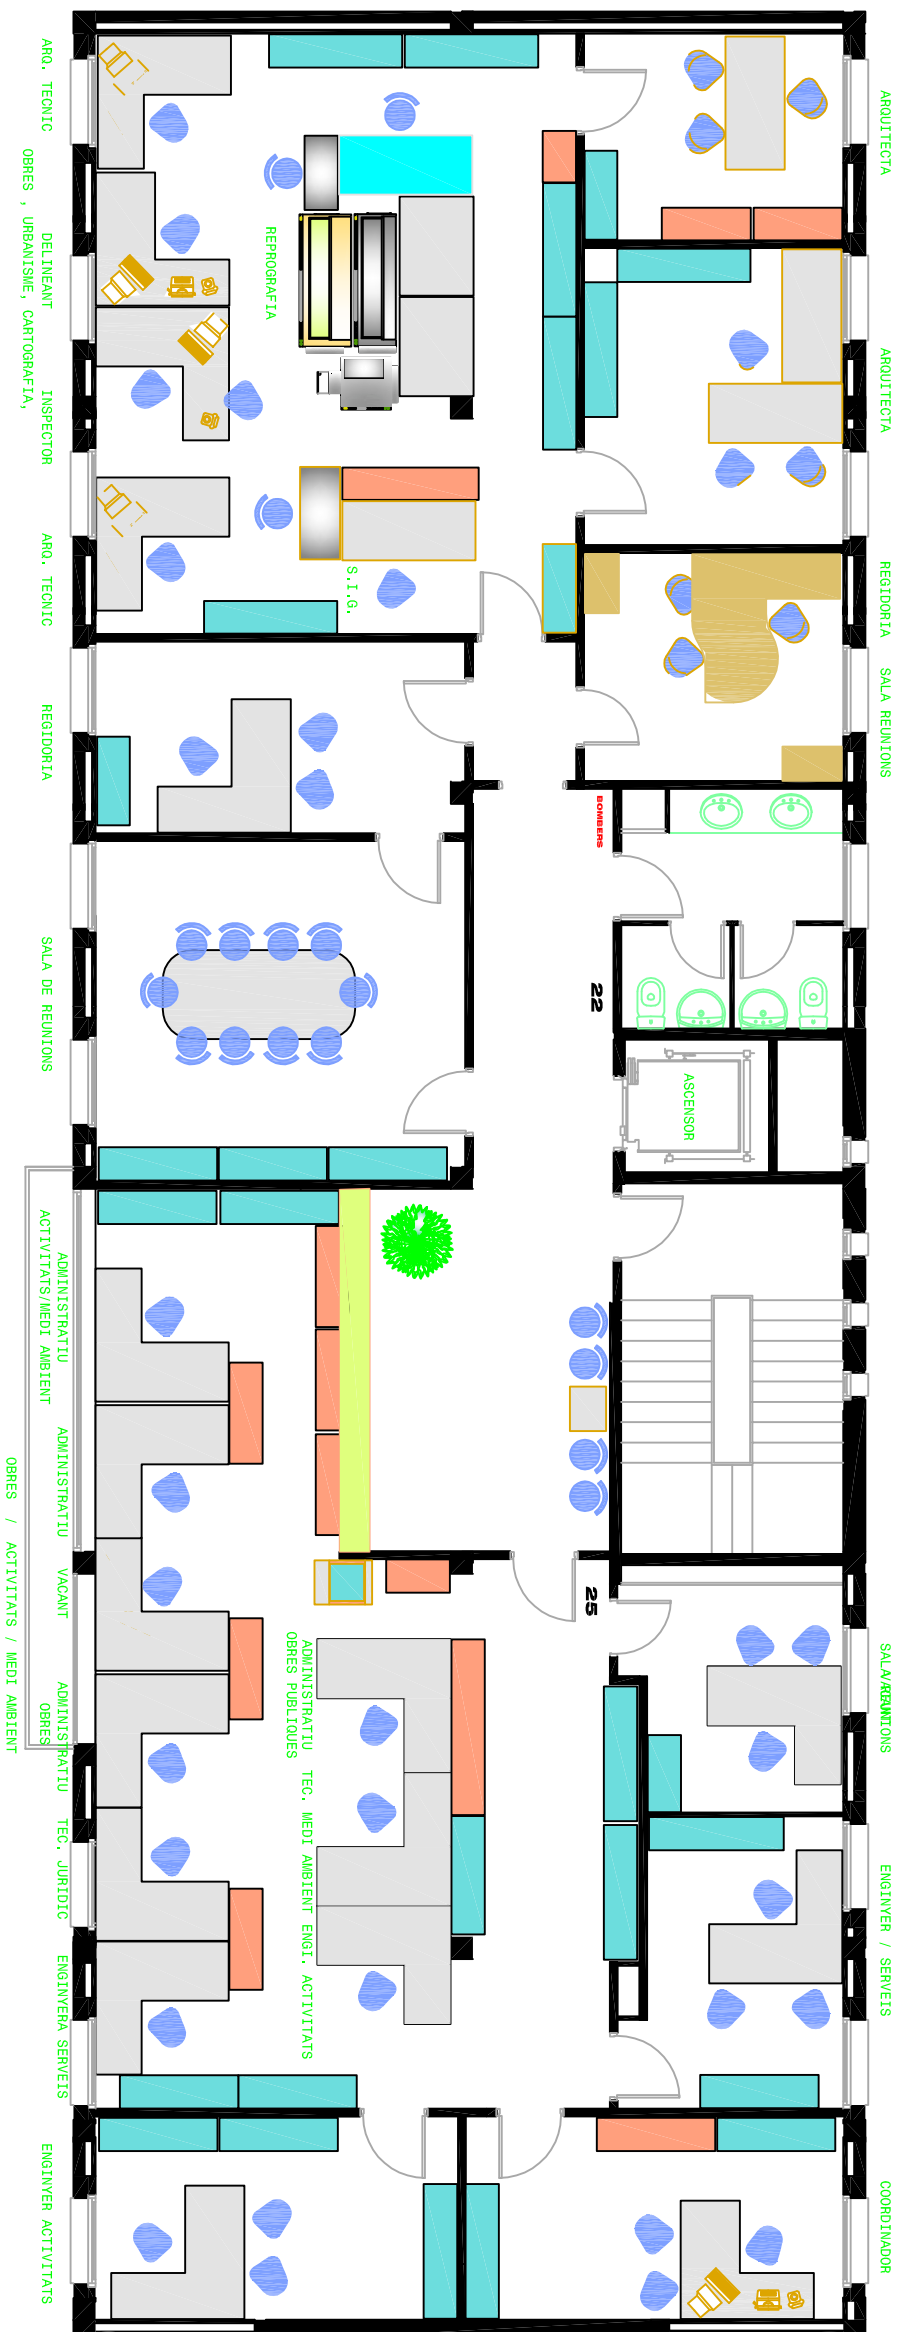 ARQ. TECNIC
OBRES , URBANISME, CARTOGRAFIA,
DELINEANT
INSPECTOR
ARQ. TECNIC
REPROGRAFIA
S.I.G.
ARQUITECTA
ARQUITECTA
REGIDORIA
SALA REUNIONS
REGIDORIA
BOMBERS
22
SALA DE REUNIONS
ASCENSOR
ADMINISTRATIU
ACTIVITATS/MEDI AMBIENT
ADMINISTRATIU
VACANT
OBRES / ACTIVITATS / MEDI AMBIENT
ADMINISTRATIU
OBRES
TEC. JURIDIC
ENGINYERA SERVEIS
25
ADMINISTRATIU
OBRES PUBLIQUES
TEC. MEDI AMBIENT
ENGI. ACTIVITATS
ENGINYER / SERVEIS
ENGINYER ACTIVITATS
COORDINADOR